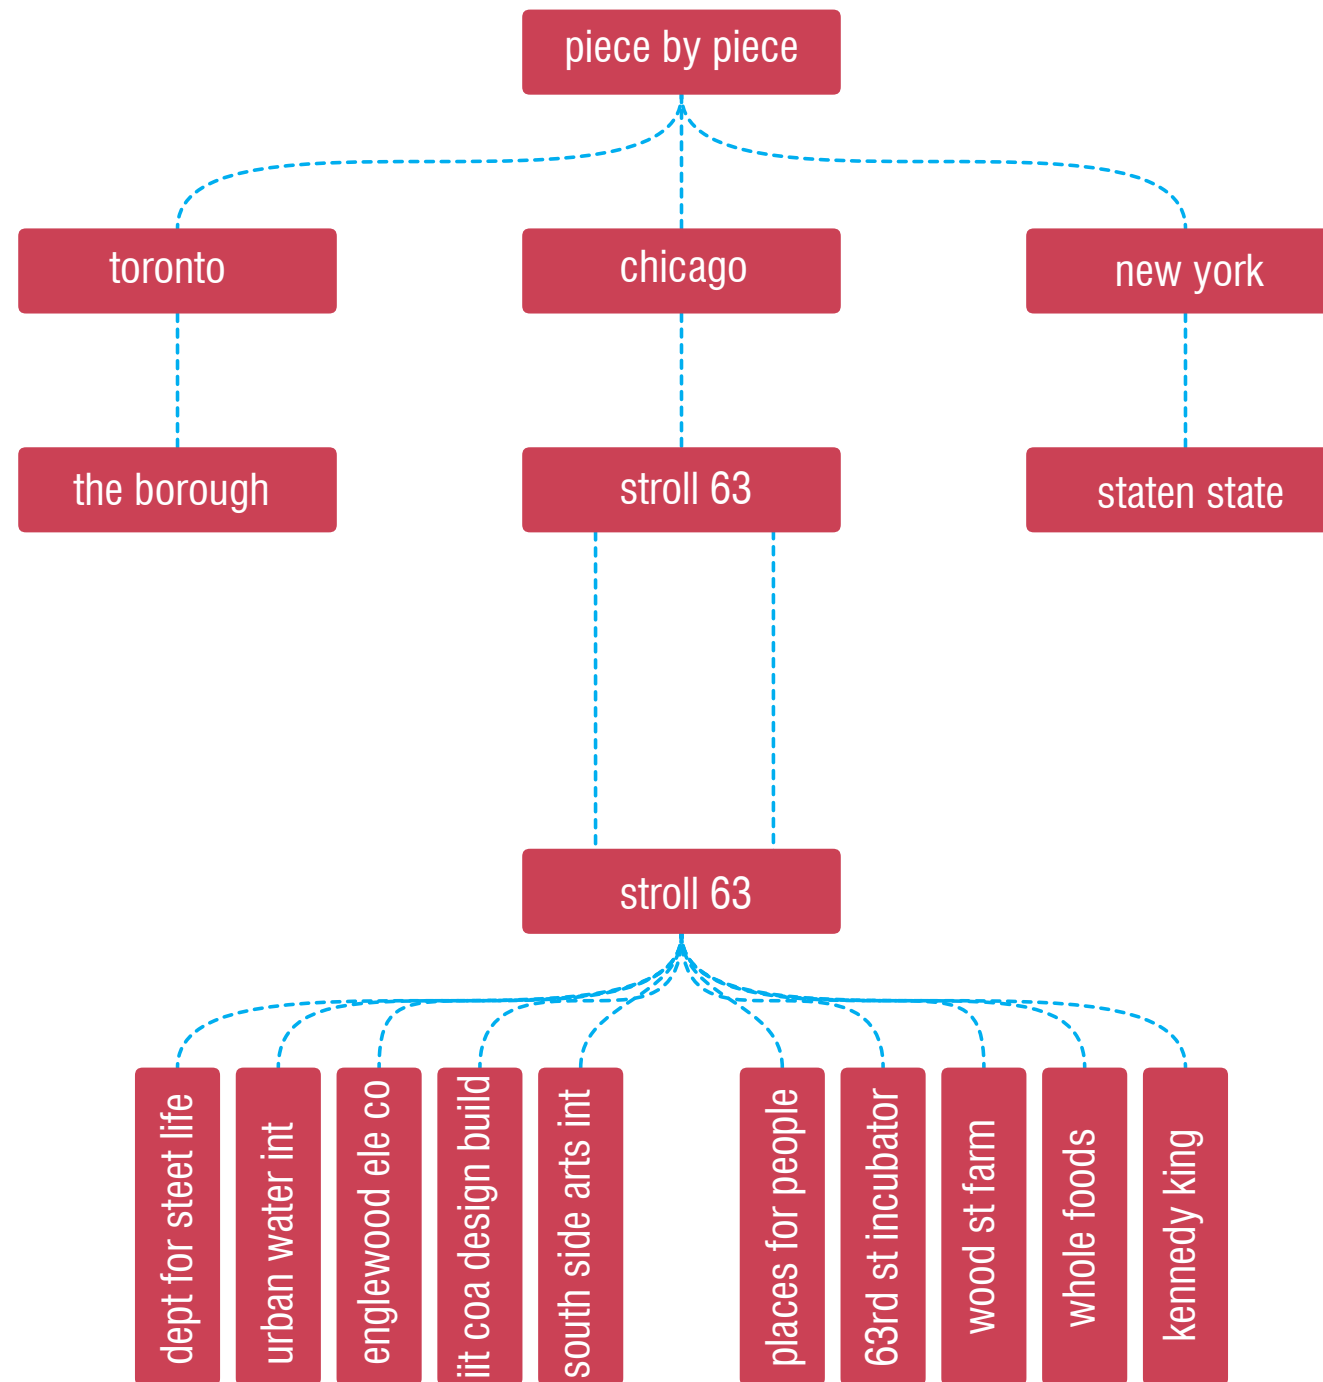 piece by piece
toronto
chicago
new york
the borough
stroll 63
staten state
stroll 63
dept for steet life
urban water int
englewood ele co
iit coa design build
south side arts int
places for people
63rd st incubator
wood st farm
whole foods
kennedy king